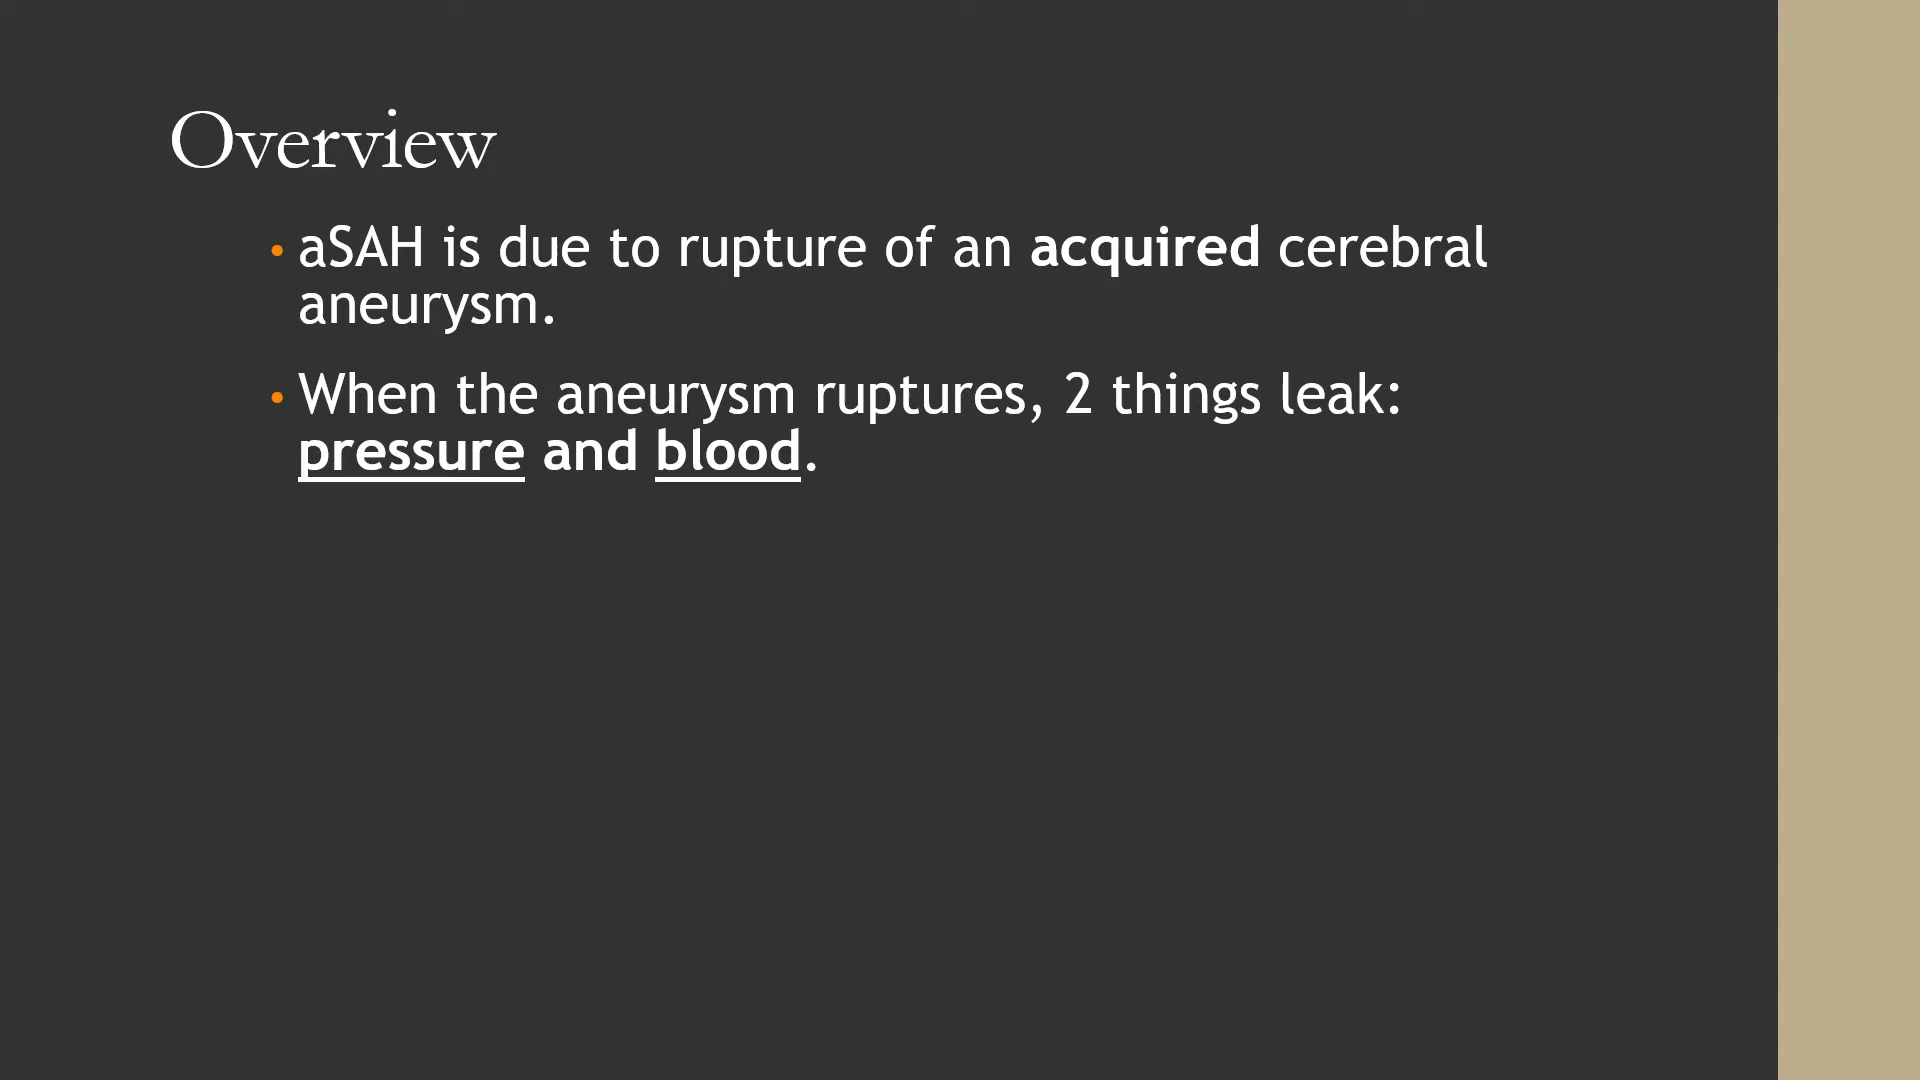 Overview
• aSAH is due to rupture of an acquired cerebral
aneurysm.
• When the aneurysm ruptures, 2 things leak:
pressure and blood.